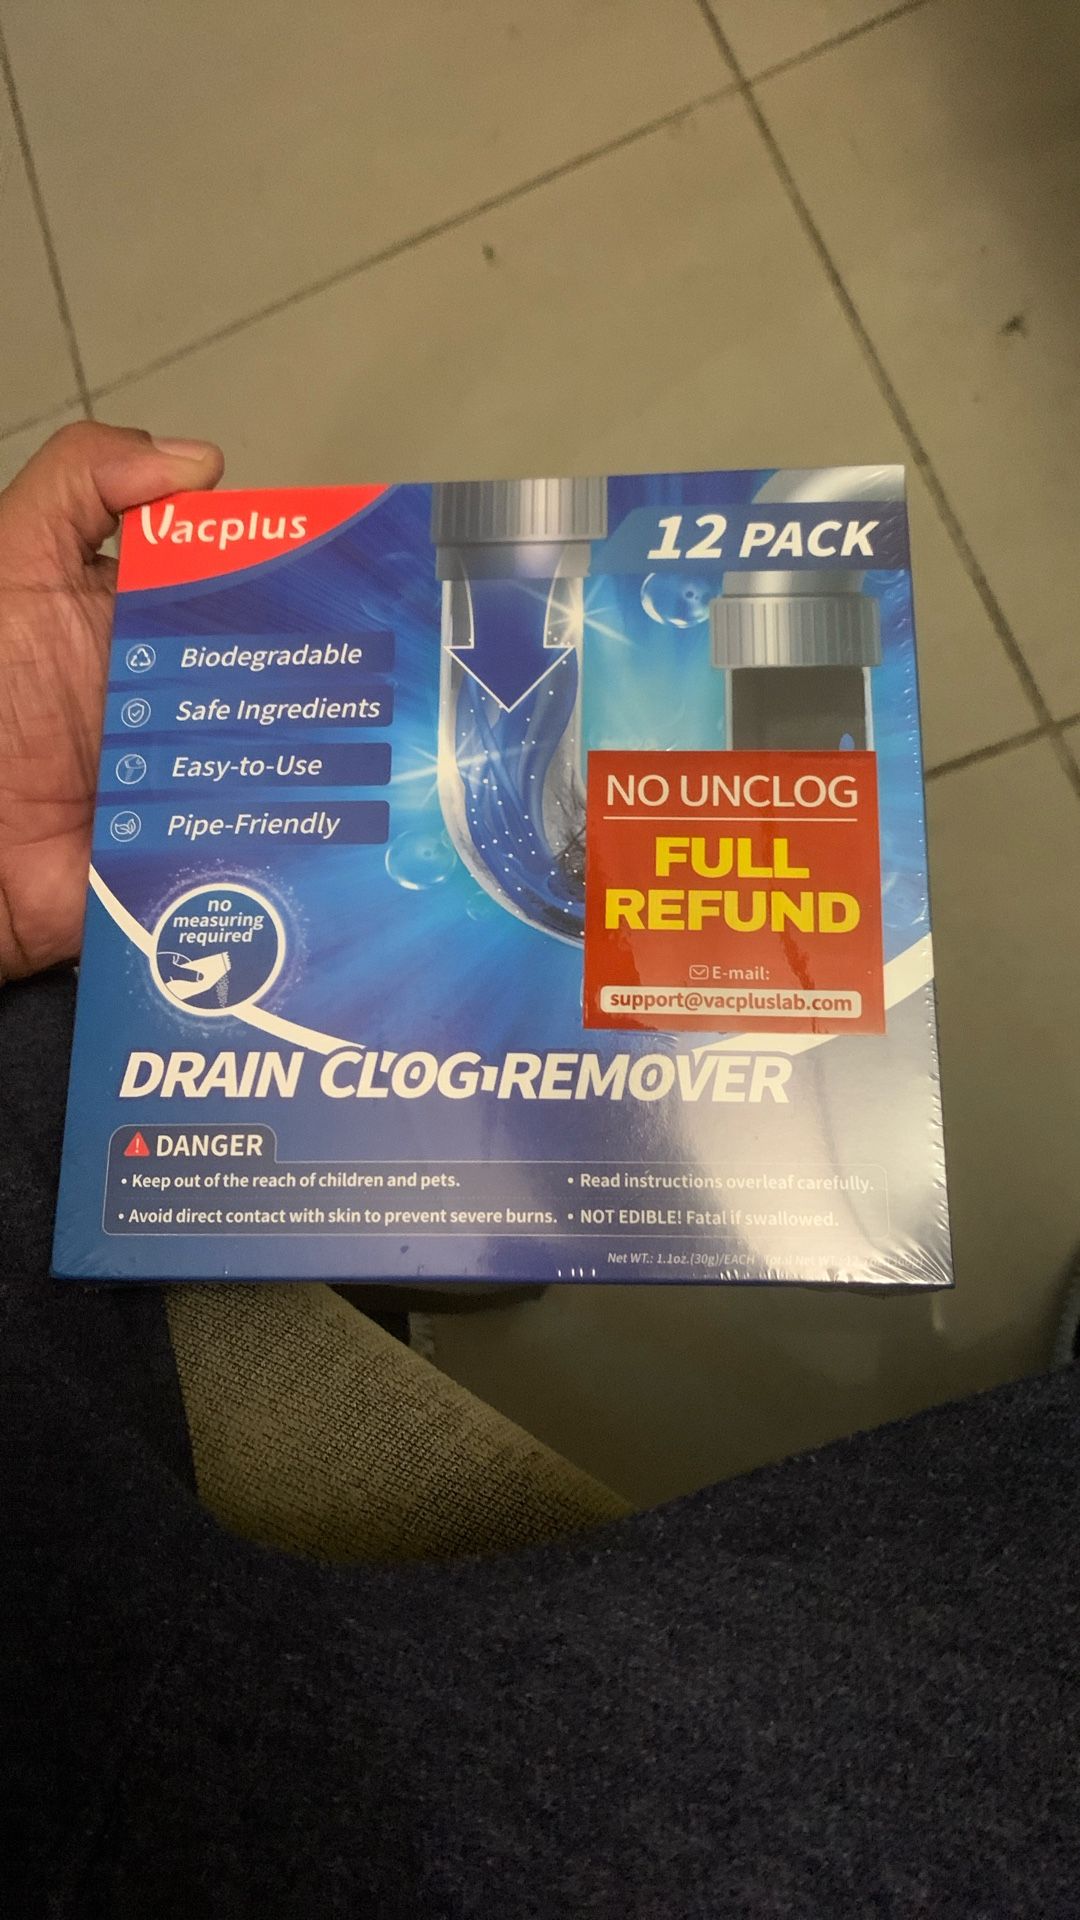 Vacplus
12 PACK
Biodegradable
Safe Ingredients
Easy-to-Use
Pipe-Friendly
no
measuring
required
NO UNCLOG
FULL
REFUND
E-mail:
support@vacpluslab.com
DRAIN CLOG REMOVER
DANGER
• Keep out of the reach of children and pets.
• Avoid direct contact with skin to prevent severe burns.
• Read instructions overleaf carefully.
• NOT EDIBLE! Fatal if swallowed.
Net WT.: 1.1oz.(30g)/EACH Total Net WT.: